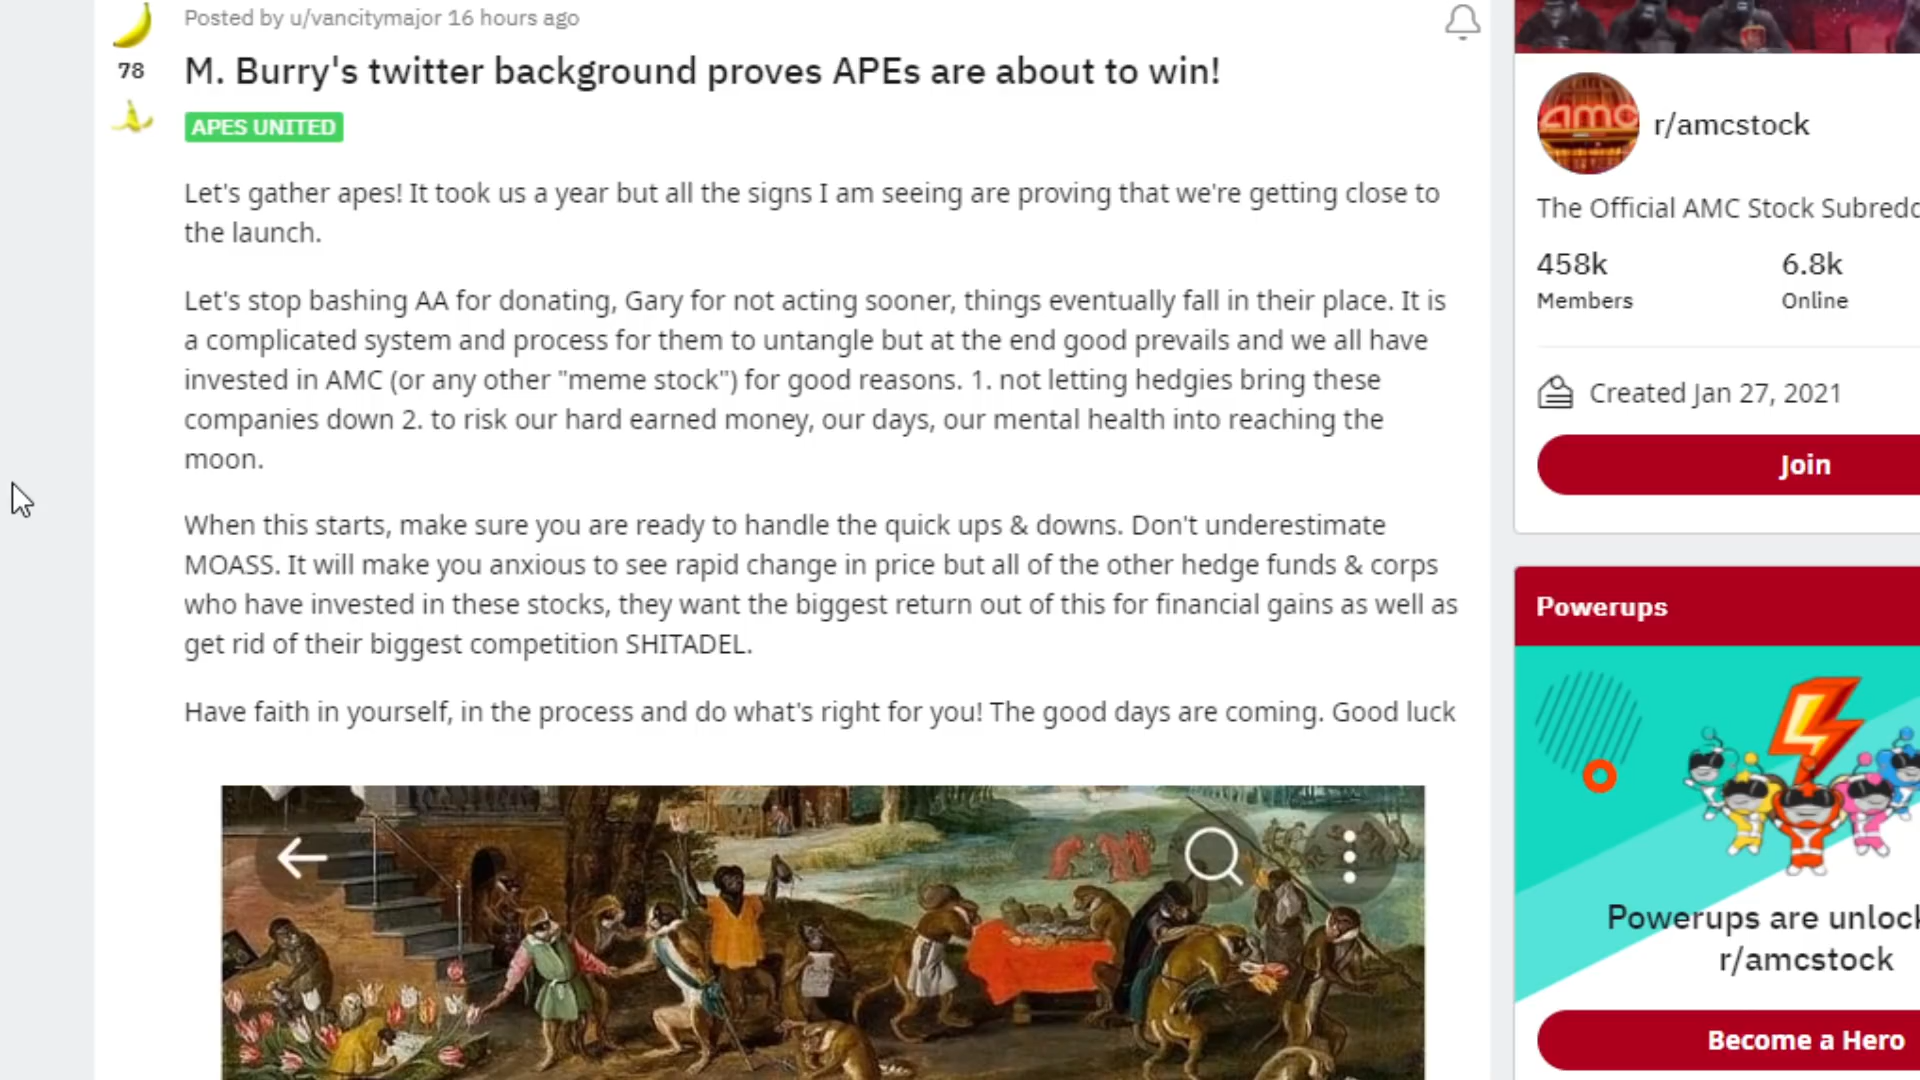 Posted by u/vancitymajor 16 hours ago
78
M. Burry's twitter background proves APEs are about to win!
APES UNITED
Let's gather apes! It took us a year but all the signs I am seeing are proving that we're getting close to
the launch.
Let's stop bashing AA for donating, Gary for not acting sooner, things eventually fall in their place. It is
a complicated system and process for them to untangle but at the end good prevails and we all have
invested in AMC (or any other "meme stock") for good reasons. 1. not letting hedgies bring these
companies down 2. to risk our hard earned money, our days, our mental health into reaching the
moon.
When this starts, make sure you are ready to handle the quick ups & downs. Don't underestimate
MOASS. It will make you anxious to see rapid change in price but all of the other hedge funds & corps
who have invested in these stocks, they want the biggest return out of this for financial gains as well as
get rid of their biggest competition SHITADEL.
Have faith in yourself, in the process and do what's right for you! The good days are coming. Good luck
amc
r/amcstock
The Official AMC Stock Subredd
458k 6.8k
Members Online
Created Jan 27, 2021
Join
Powerups
Powerups are unlock
r/amcstock
Become a Hero